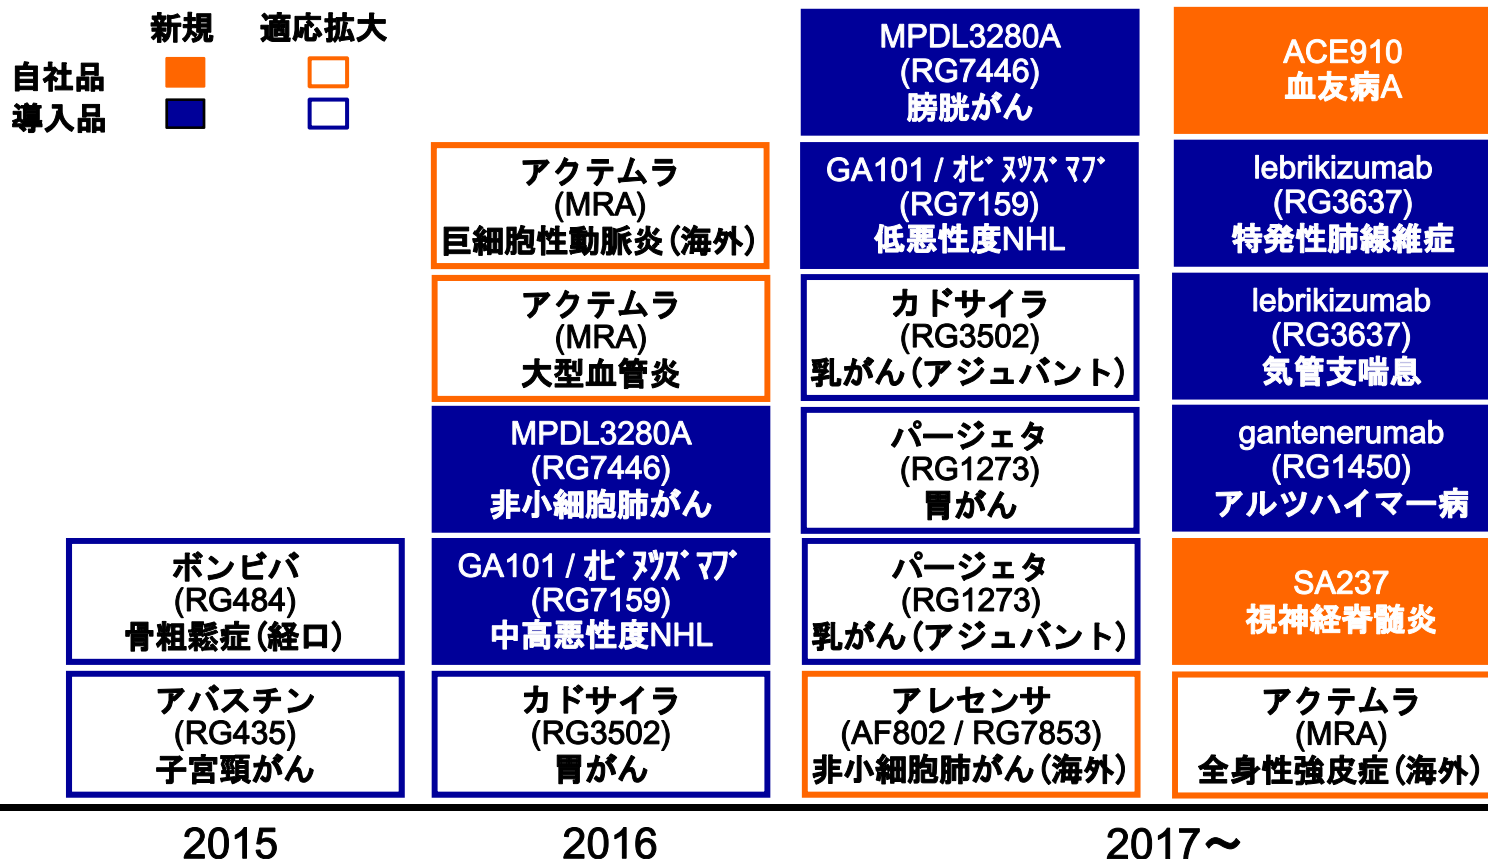 新規 適応拡大
自社品
導入品
ボンビバ
(RG484)
骨粗鬆症(経口)
アバスチン
(RG435)
子宮頸がん
アクテムラ
(MRA)
巨細胞性動脈炎(海外)
アクテムラ
(MRA)
大型血管炎
MPDL3280A
(RG7446)
非小細胞肺がん
GA101 / オビヌツズマブ
(RG7159)
中高悪性度NHL
カドサイラ
(RG3502)
胃がん
MPDL3280A
(RG7446)
膀胱がん
GA101 / オビヌツズマブ
(RG7159)
低悪性度NHL
カドサイラ
(RG3502)
乳がん(アジュバント)
パージェタ
(RG1273)
胃がん
パージェタ
(RG1273)
乳がん(アジュバント)
アレセンサ
(AF802 / RG7853)
非小細胞肺がん(海外)
ACE910
血友病A
lebrikizumab
(RG3637)
特発性肺線維症
lebrikizumab
(RG3637)
気管支喘息
gantenerumab
(RG1450)
アルツハイマー病
SA237
視神経脊髄炎
アクテムラ
(MRA)
全身性強皮症(海外)
2015 2016 2017～